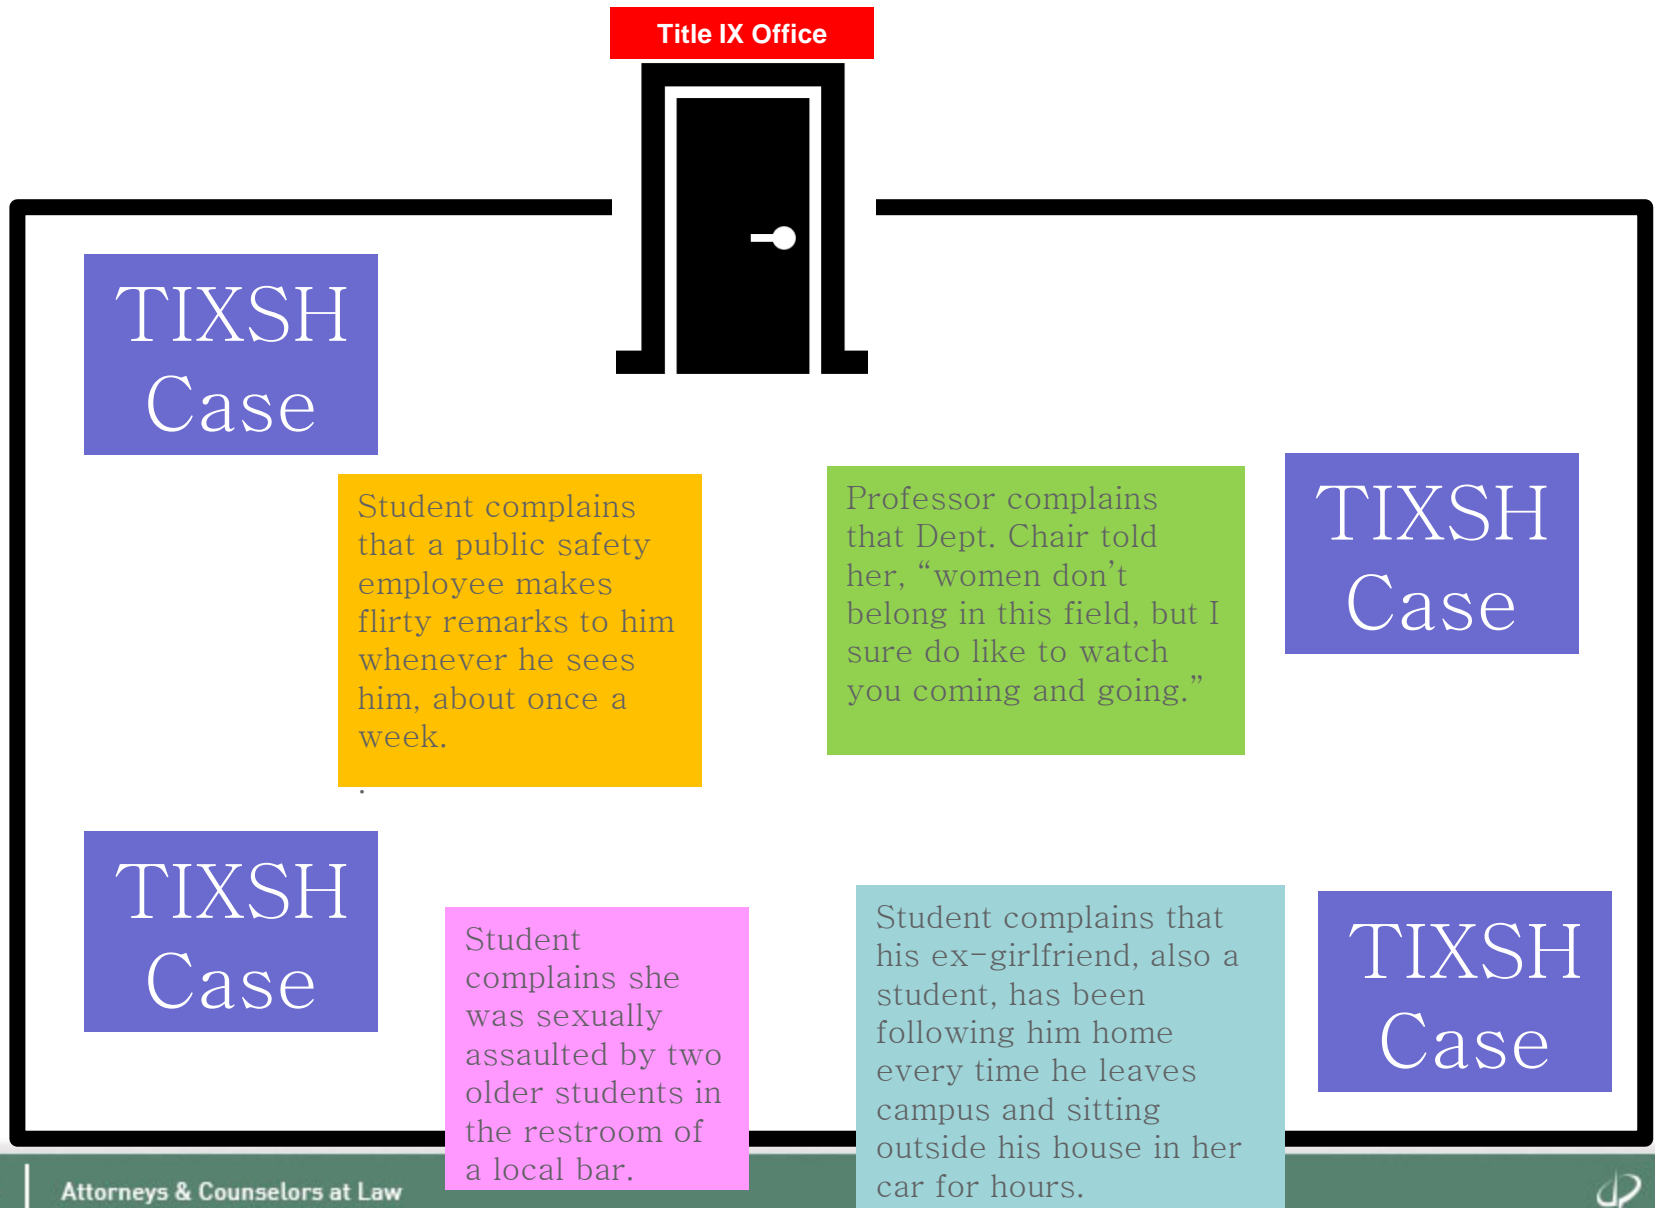 Title IX Office
TIXSH
Case
Student complains
that a public safety
employee makes
flirty remarks to him
whenever he sees
him, about once a
week.
.
Professor complains
that Dept. Chair told
her, “women don’t
belong in this field, but I
sure do like to watch
you coming and going.”
TIXSH
Case
TIXSH
Case
Student
complains she
was sexually
assaulted by two
older students in
the restroom of
a local bar.
Student complains that
his ex-girlfriend, also a
student, has been
following him home
every time he leaves
campus and sitting
outside his house in her
car for hours.
TIXSH
Case
Attorneys & Counselors at Law